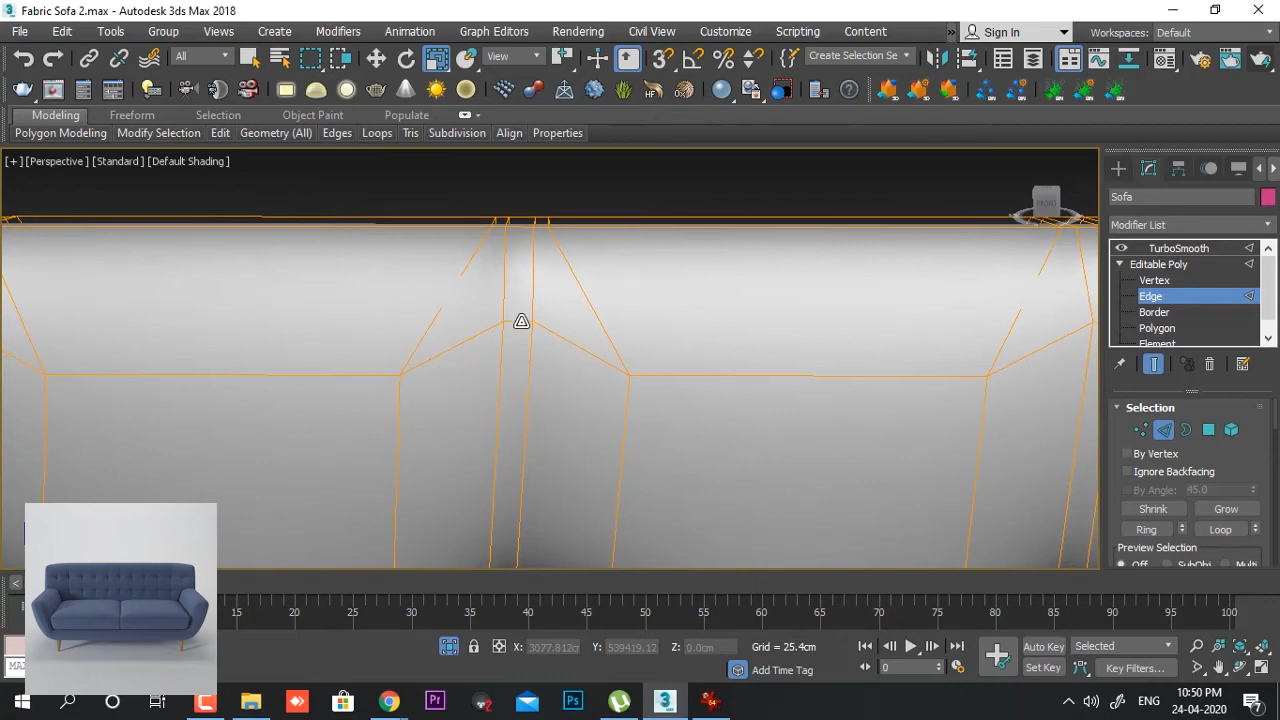 Fabric Sofa 2.max - Autodesk 3ds Max 2018
File Edit Tools Group Views Create Modifiers Animation Graph Editors Rendering Civil View Customize Scripting Content » Sign In Workspaces: Default
All View Create Selection Se
Modeling Freeform Selection Object Paint Populate
Polygon Modeling Modify Selection Edit Geometry (All) Edges Loops Tris Subdivision Align Properties
[+] [Perspective] [Standard] [Default Shading]
FRONT
Sofa
Modifier List
TurboSmooth
Editable Poly
Vertex
Edge
Border
Polygon
Element
Selection
By Vertex
Ignore Backfacing
By Angle: 45.0
Shrink Grow
Ring Loop
Preview Selection
Off SubObj Multi
15 20 25 30 35 40 45 50 55 60 65 70 75 80 85 90 95 100
X: 3077.812cm Y: 539419.12 Z: 0.0cm Grid = 25.4cm Auto Key Selected
Add Time Tag 0 Set Key Key Filters...
ENG 10:50 PM
24-04-2020